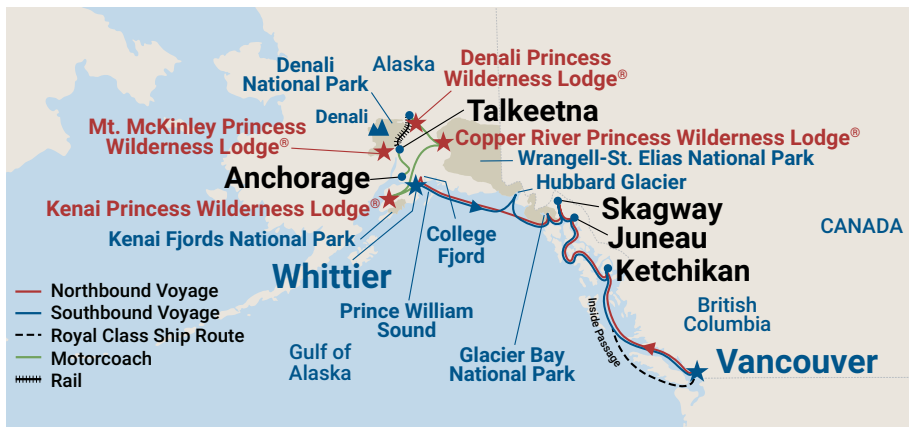 Denali
National Park
Alaska
Denali Princess
Wilderness Lodge®
Denali
Talkeetna
Mt. McKinley Princess
Wilderness Lodge®
Copper River Princess Wilderness Lodge®
Wrangell-St. Elias National Park
Anchorage
Hubbard Glacier
Kenai Princess Wilderness Lodge®
Skagway
Kenai Fjords National Park
College
Fjord
Juneau
CANADA
Whittier
Ketchikan
Northbound Voyage
Southbound Voyage
Royal Class Ship Route
Motorcoach
Rail
Prince William
Sound
Gulf of
Alaska
Glacier Bay
National Park
Inside Passage
British
Columbia
Vancouver